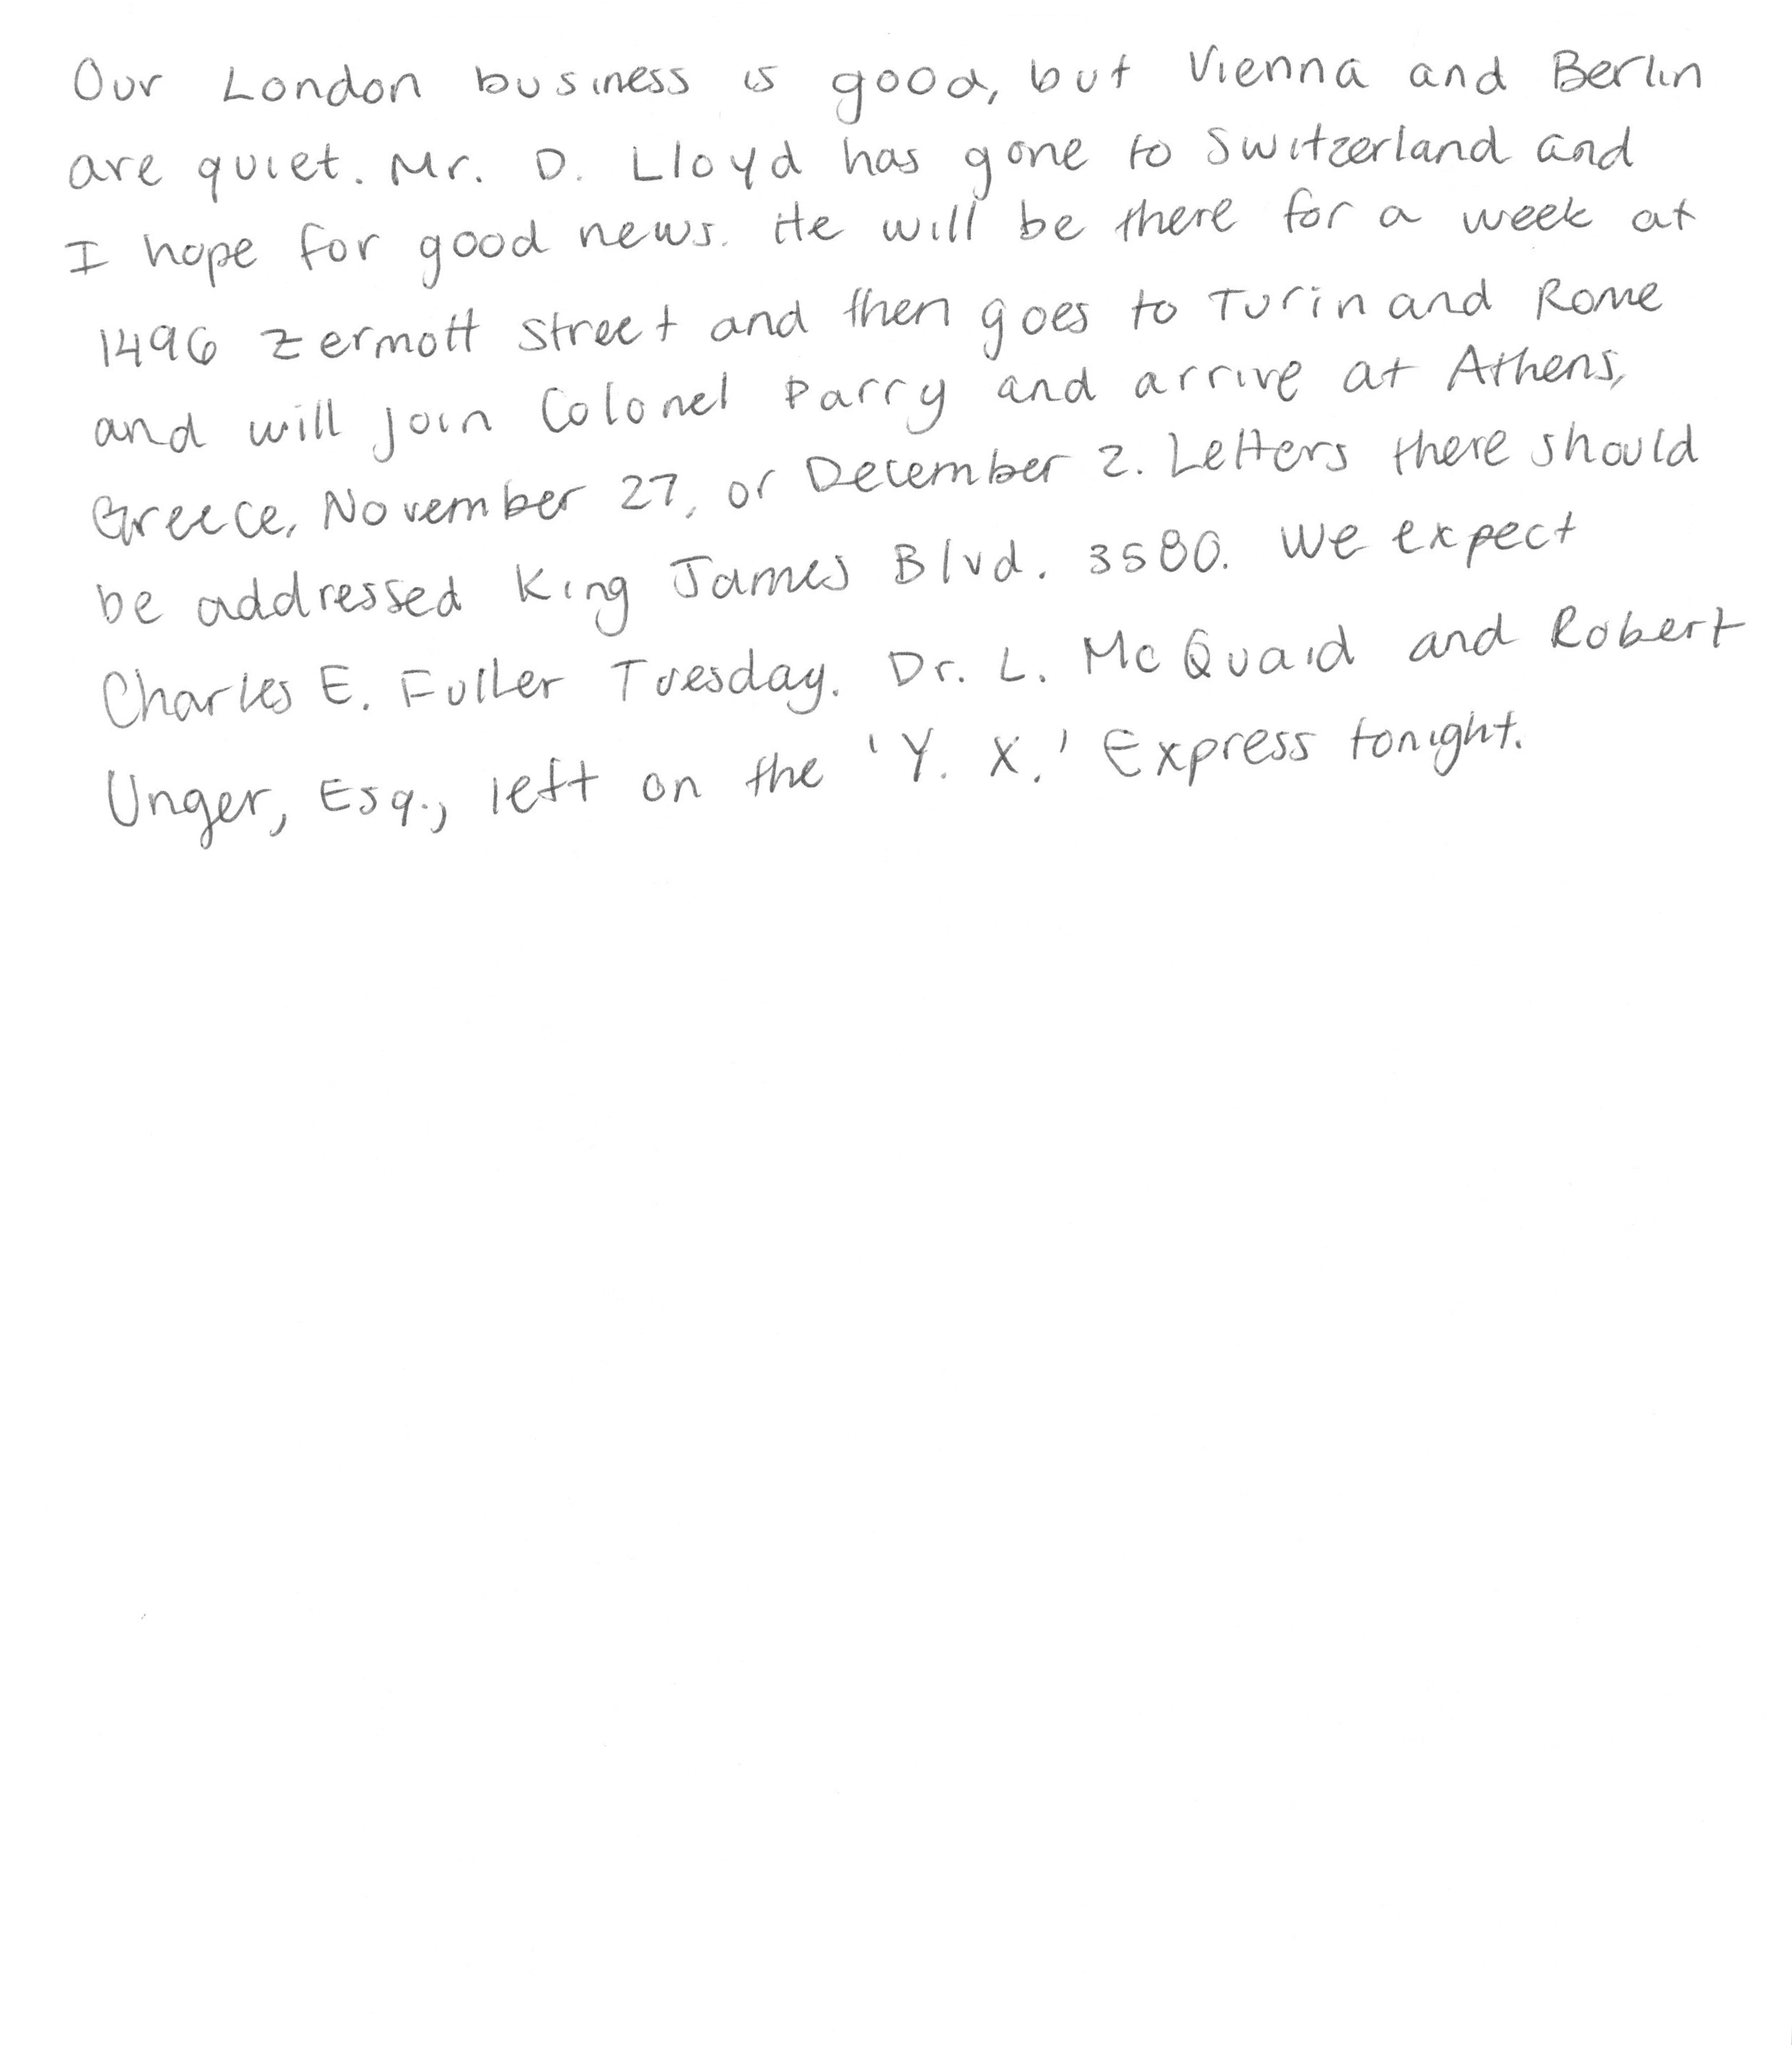 Our London business is good, but Vienna and Berlin
are quiet. Mr. D. Lloyd has gone to Switzerland and
I hope for good news. He will be there for a week at
1496 Zermott Street and then goes to Turin and Rome
and will join Colonel Parry and arrive at Athens,
Greece, November 27, or December 2. Letters there should
be addressed King James Blvd. 3580. We expect
Charles E. Fuller Tuesday. Dr. L. McQuaid and Robert
Unger, Esq., left on the 'Y. X.' Express tonight.